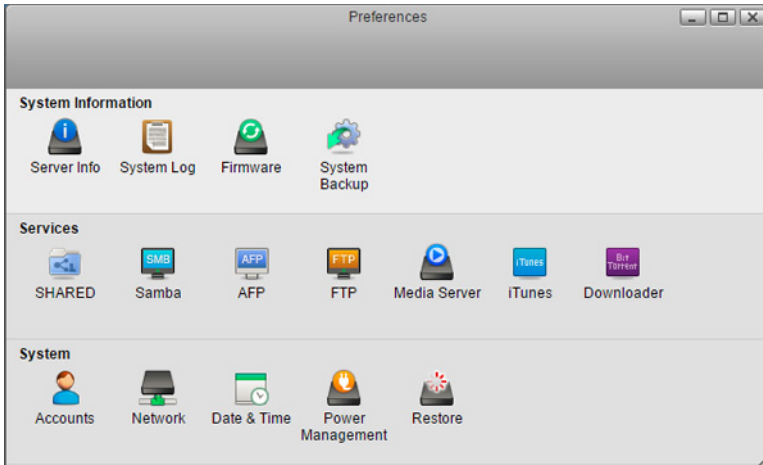 Preferences
System Information
Server Info System Log Firmware System Backup
Services
SMB AFP FTP iTunes Bit Torrent
SHARED Samba AFP FTP Media Server iTunes Downloader
System
Accounts Network Date & Time Power Management Restore